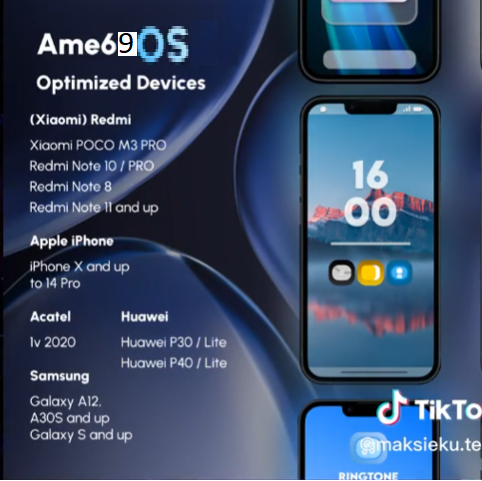 Ame69OS
Optimized Devices
(Xiaomi) Redmi
Xiaomi POCO M3 PRO
Redmi Note 10 / PRO
Redmi Note 8
Redmi Note 11 and up
Apple iPhone
iPhone X and up
to 14 Pro
Acatel
1v 2020
Huawei
Huawei P30 / Lite
Huawei P40 / Lite
Samsung
Galaxy A12,
A30S and up
Galaxy S and up
16
00
TikTo
@maksieku.te
RINGTONE